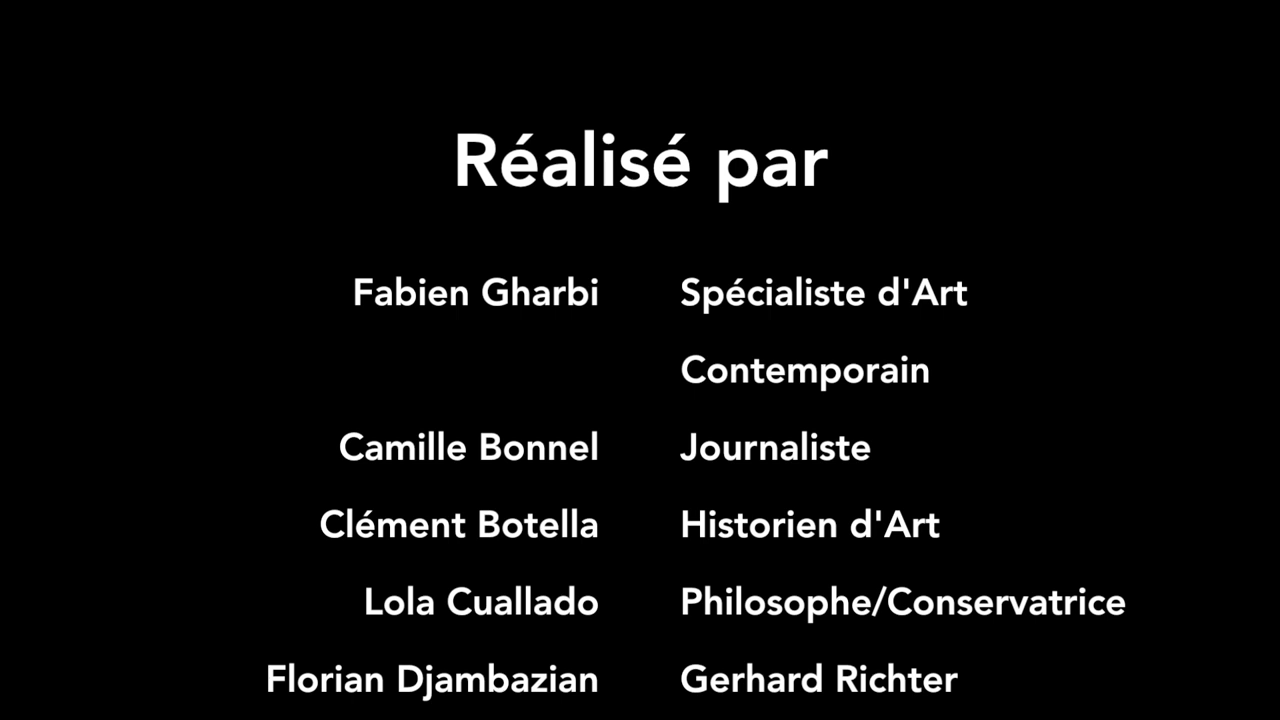 Réalisé par
Fabien Gharbi Spécialiste d'Art
Contemporain
Camille Bonnel Journaliste
Clément Botella Historien d'Art
Lola Cuallado Philosophe/Conservatrice
Florian Djambazian Gerhard Richter